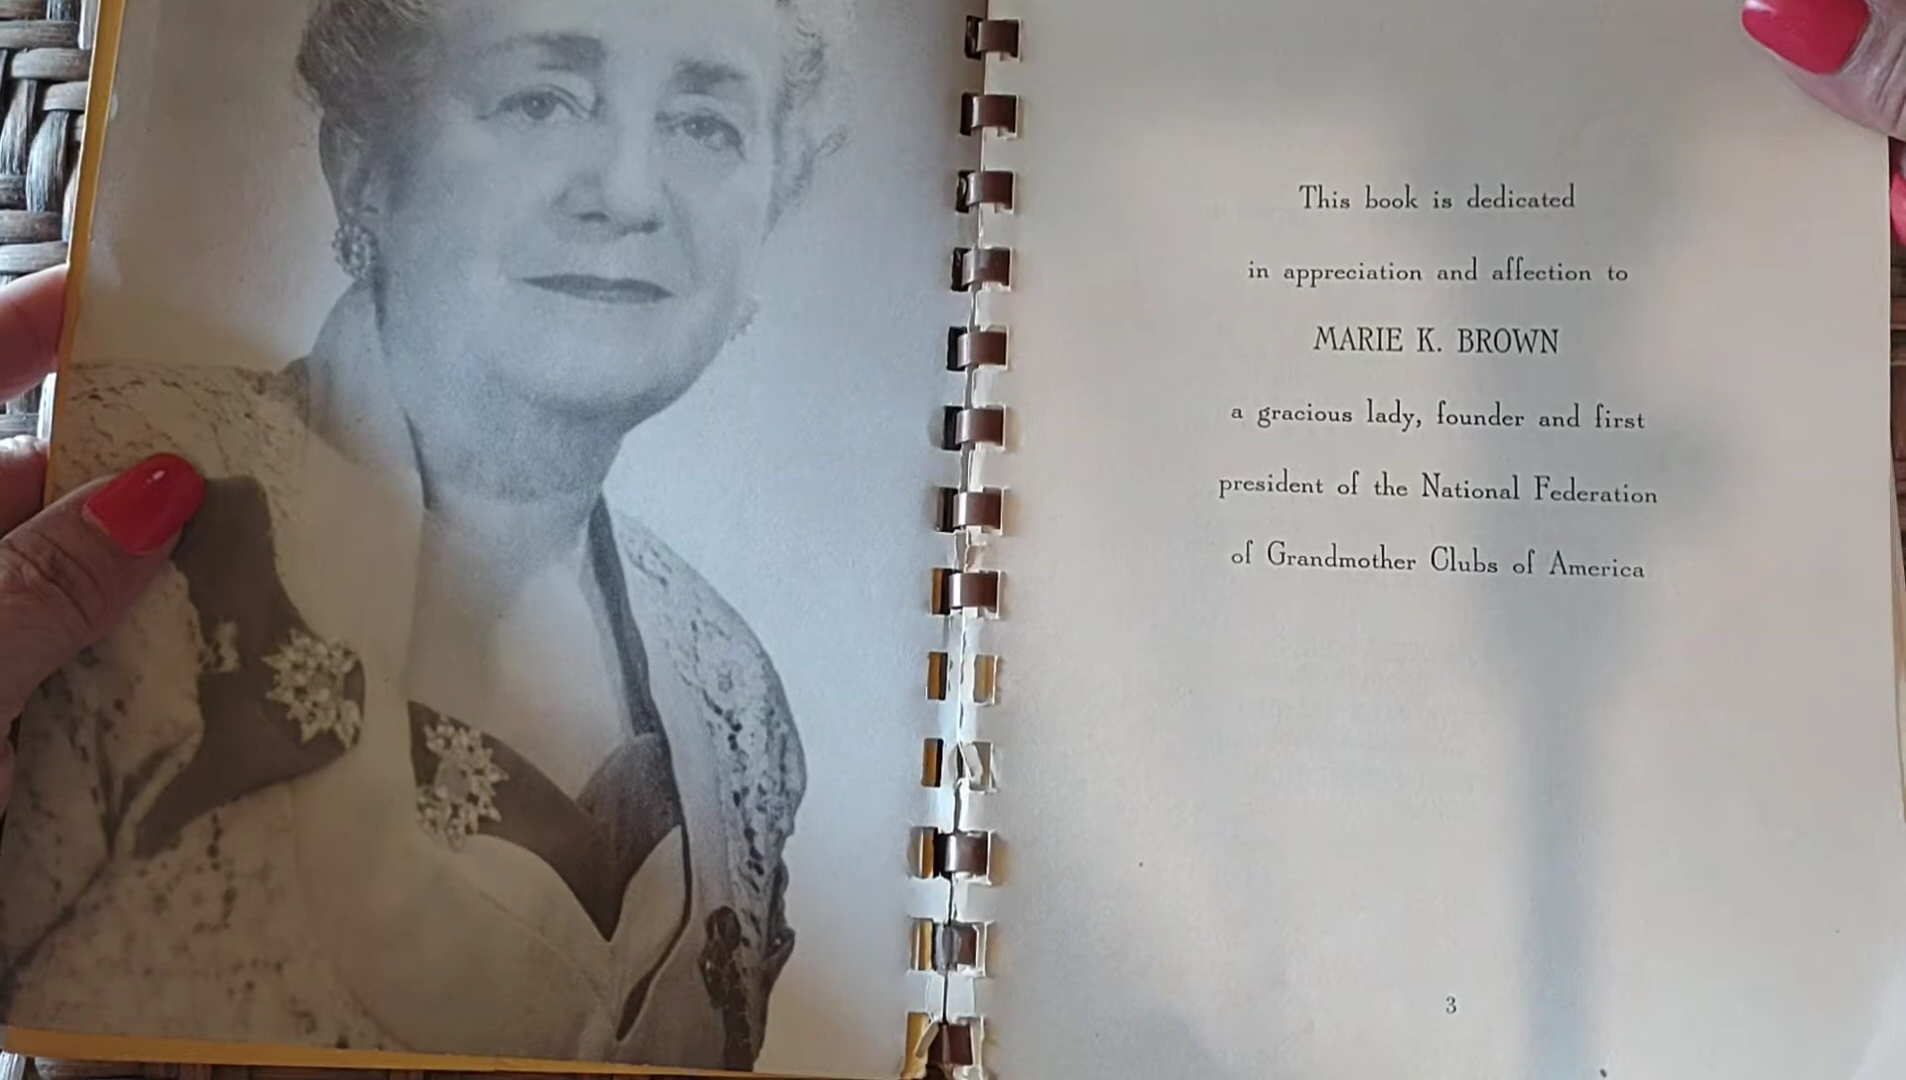 This book is dedicated
in appreciation and affection to
MARIE K. BROWN
a gracious lady, founder and first
president of the National Federation
of Grandmother Clubs of America
3